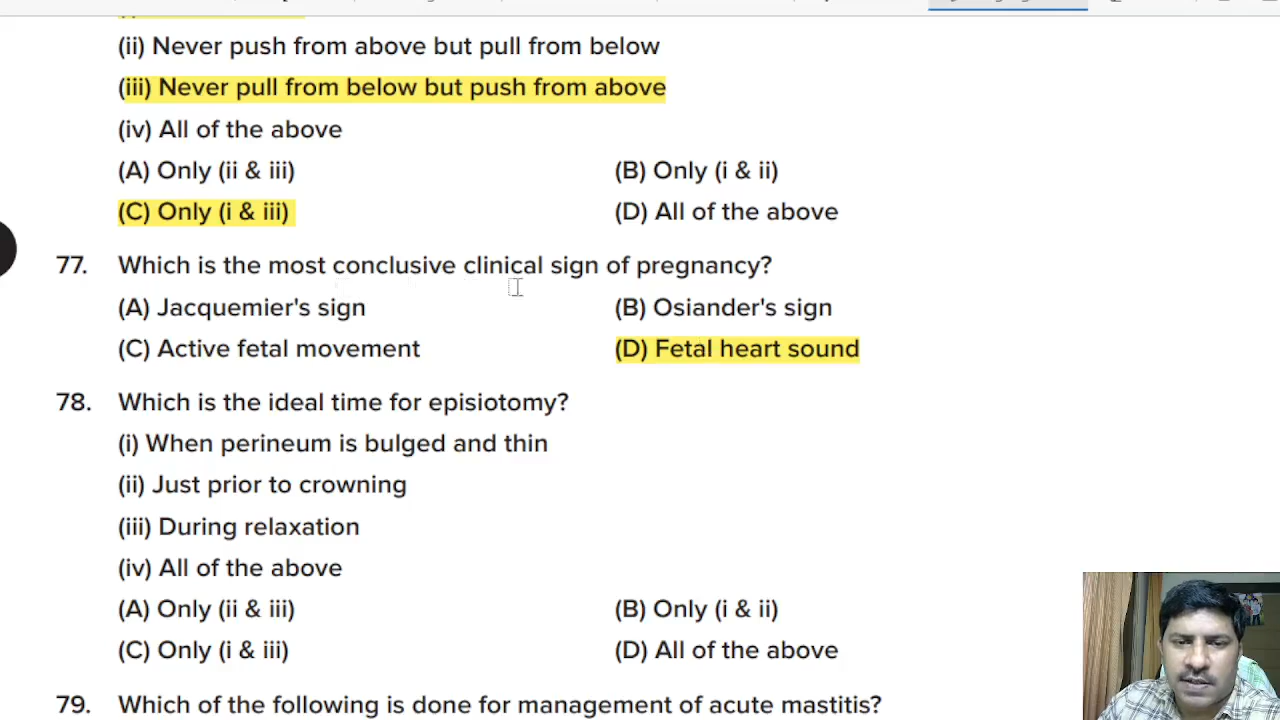 (ii) Never push from above but pull from below
(iii) Never pull from below but push from above
(iv) All of the above
(A) Only (ii & iii) (B) Only (i & ii)
(C) Only (i & iii) (D) All of the above
77. Which is the most conclusive clinical sign of pregnancy?
(A) Jacquemier's sign (B) Osiander's sign
(C) Active fetal movement (D) Fetal heart sound
78. Which is the ideal time for episiotomy?
(i) When perineum is bulged and thin
(ii) Just prior to crowning
(iii) During relaxation
(iv) All of the above
(A) Only (ii & iii) (B) Only (i & ii)
(C) Only (i & iii) (D) All of the above
79. Which of the following is done for management of acute mastitis?